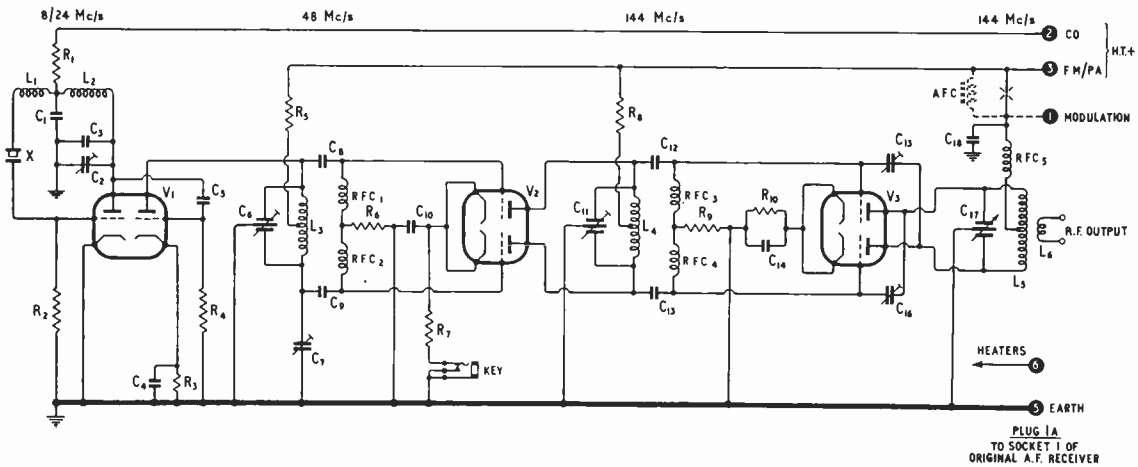 8/24 Mc/s
48 Mc/s
144 Mc/s
144 Mc/s
2 CO
H.T.+
3 FM/PA
AFC
1 MODULATION
R1
L1
L2
C1
C3
C2
X
V1
C5
R2
R4
C4
R3
R5
C8
C6
L3
RFC1
RFC2
R6
C10
C9
C7
R7
KEY
V2
R8
C12
C11
L4
RFC3
RFC4
R9
R10
C14
C13
V3
C13
C16
C18
RFC5
C17
L5
L6
R.F. OUTPUT
HEATERS
6
5 EARTH
PLUG 1A
TO SOCKET 1 OF
ORIGINAL A.F. RECEIVER